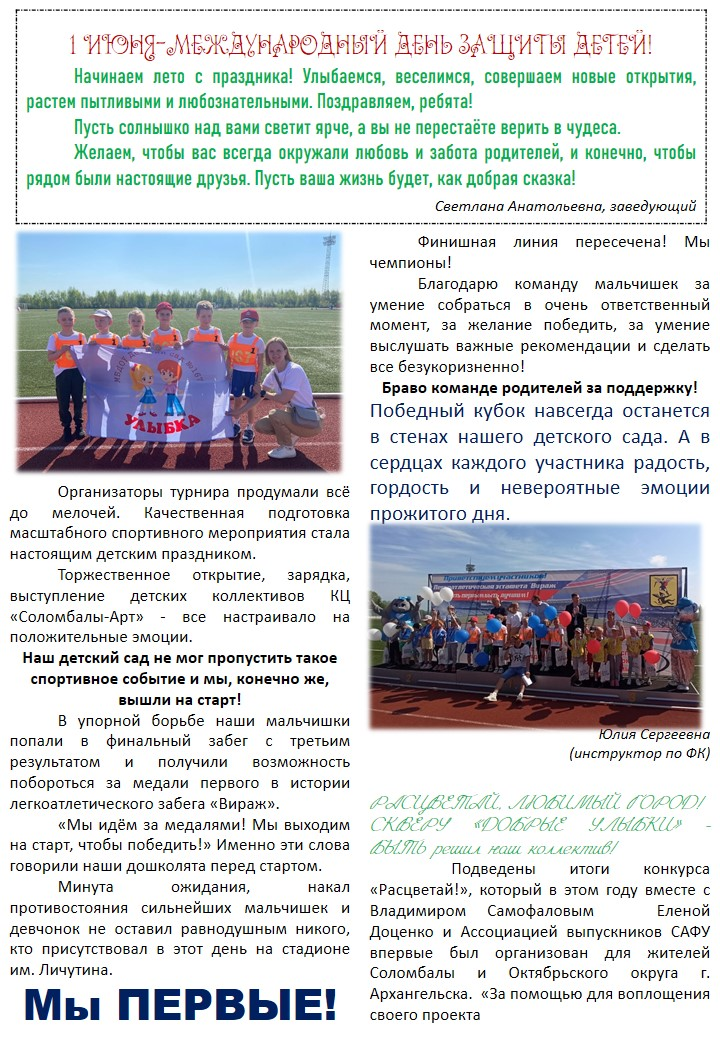 1 ИЮНЯ-МЕЖДУНАРОДНЫЙ ДЕНЬ ЗАЩИТЫ ДЕТЕЙ!
Начинаем лето с праздника! Улыбаемся, веселимся, совершаем новые открытия,
растем пытливыми и любознательными. Поздравляем, ребята!
Пусть солнышко над вами светит ярче, а вы не перестаёте верить в чудеса.
Желаем, чтобы вас всегда окружали любовь и забота родителей, и конечно, чтобы
рядом были настоящие друзья. Пусть ваша жизнь будет, как добрая сказка!
Светлана Анатольевна, заведующий
УЛЫБКА
Организаторы турнира продумали всё
до мелочей. Качественная подготовка
масштабного спортивного мероприятия стала
настоящим детским праздником.
Торжественное открытие, зарядка,
выступление детских коллективов КЦ
«Соломбалы-Арт» - все настраивало на
положительные эмоции.
Наш детский сад не мог пропустить такое
спортивное событие и мы, конечно же,
вышли на старт!
В упорной борьбе наши мальчишки
попали в финальный забег с третьим
результатом и получили возможность
побороться за медали первого в истории
легкоатлетического забега «Вираж».
«Мы идём за медалями! Мы выходим
на старт, чтобы победить!» Именно эти слова
говорили наши дошколята перед стартом.
Минута ожидания, накал
противостояния сильнейших мальчишек и
девчонок не оставил равнодушным никого,
кто присутствовал в этот день на стадионе
им. Личутина.
Мы ПЕРВЫЕ!
Финишная линия пересечена! Мы
чемпионы!
Благодарю команду мальчишек за
умение собраться в очень ответственный
момент, за желание победить, за умение
выслушать важные рекомендации и сделать
все безукоризненно!
Браво команде родителей за поддержку!
Победный кубок навсегда останется
в стенах нашего детского сада. А в
сердцах каждого участника радость,
гордость и невероятные эмоции
прожитого дня.
Приветствуем участников!
Юлия Сергеевна
(инструктор по ФК)
РАСЦВЕТАЙ, ЛЮБИМЫЙ ГОРОД!
СКВЕРУ «ДОБРЫЕ УЛЫБКИ» -
БЫТЬ решил наш коллектив!
Подведены итоги конкурса
«Расцветай!», который в этом году вместе с
Владимиром Самофаловым Еленой
Доценко и Ассоциацией выпускников САФУ
впервые был организован для жителей
Соломбалы и Октябрьского округа г.
Архангельска. «За помощью для воплощения
своего проекта